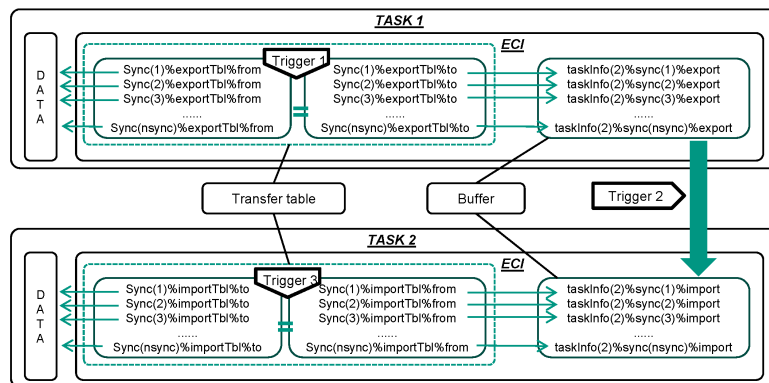 TASK 1
ECI
D
A
T
A
Trigger 1
Sync(1)%exportTbl%from
Sync(2)%exportTbl%from
Sync(3)%exportTbl%from
......
Sync(nsync)%exportTbl%from
=
Sync(1)%exportTbl%to
Sync(2)%exportTbl%to
Sync(3)%exportTbl%to
......
Sync(nsync)%exportTbl%to
taskInfo(2)%sync(1)%export
taskInfo(2)%sync(2)%export
taskInfo(2)%sync(3)%export
......
taskInfo(2)%sync(nsync)%export
Transfer table
Buffer
Trigger 2
TASK 2
ECI
D
A
T
A
Trigger 3
Sync(1)%importTbl%to
Sync(2)%importTbl%to
Sync(3)%importTbl%to
......
Sync(nsync)%importTbl%to
=
Sync(1)%importTbl%from
Sync(2)%importTbl%from
Sync(3)%importTbl%from
......
Sync(nsync)%importTbl%from
taskInfo(2)%sync(1)%import
taskInfo(2)%sync(2)%import
taskInfo(2)%sync(3)%import
......
taskInfo(2)%sync(nsync)%import